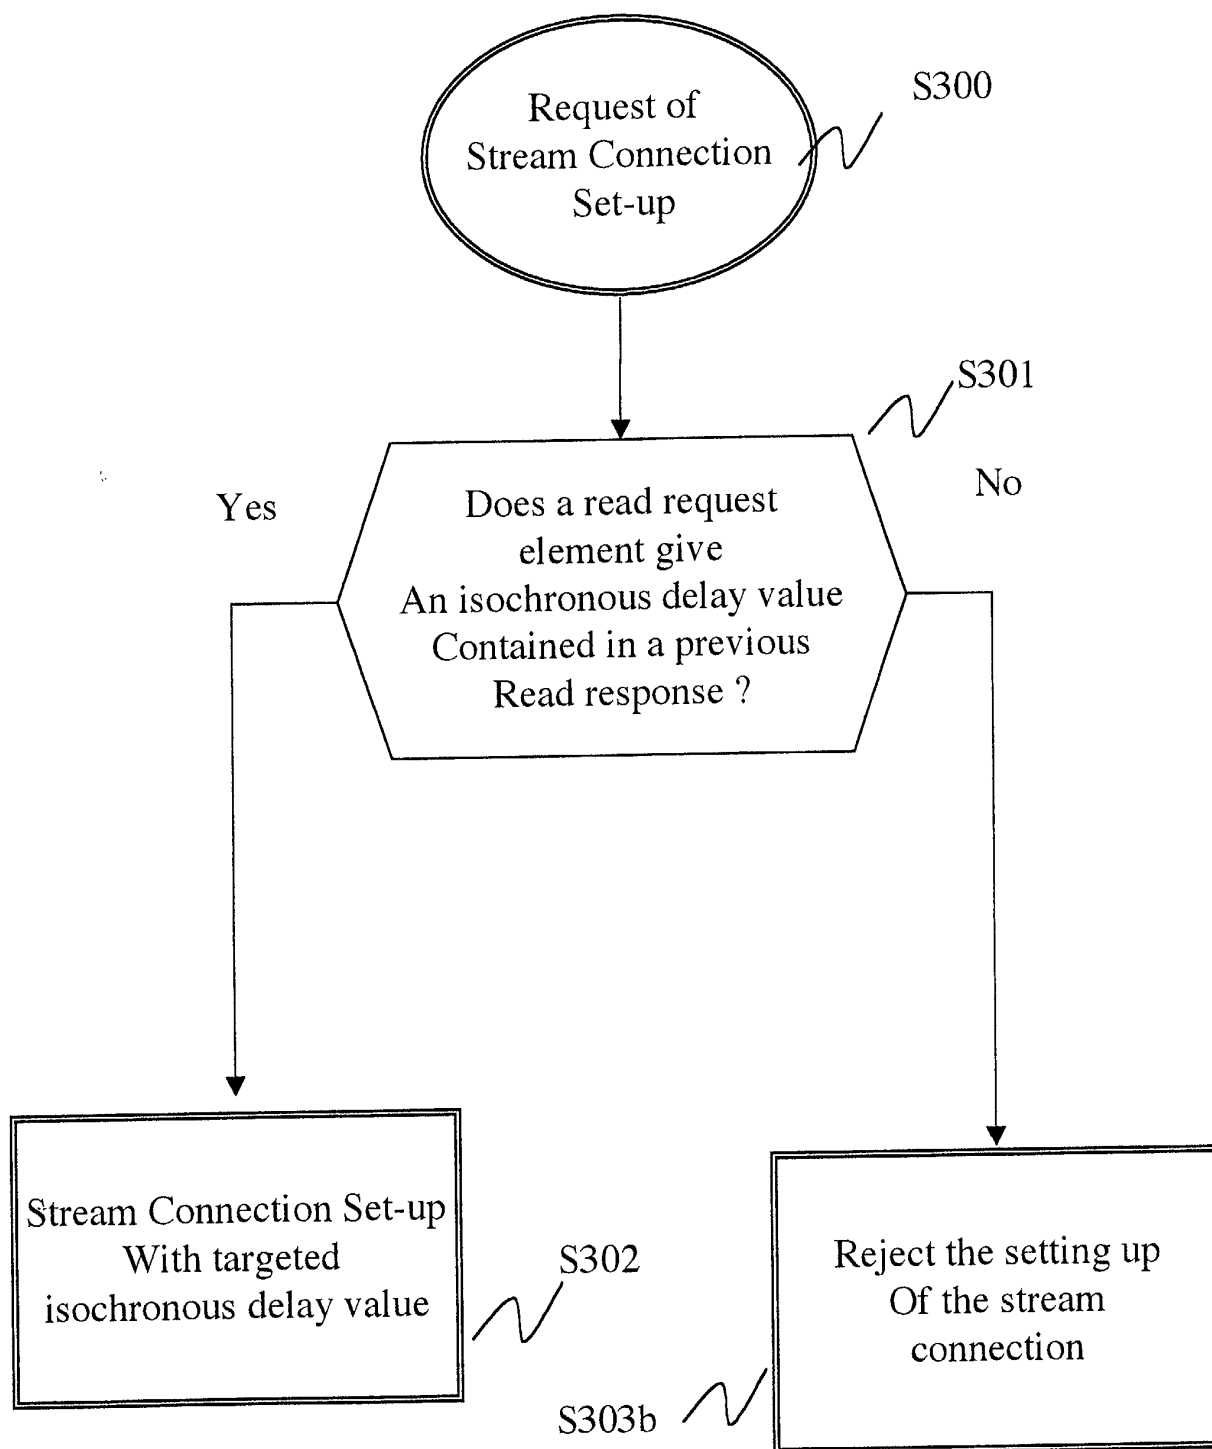 Request of
Stream Connection
Set-up
S300
S301
Yes
No
Does a read request
element give
An isochronous delay value
Contained in a previous
Read response ?
Stream Connection Set-up
With targeted
isochronous delay value
S302
Reject the setting up
Of the stream
connection
S303b